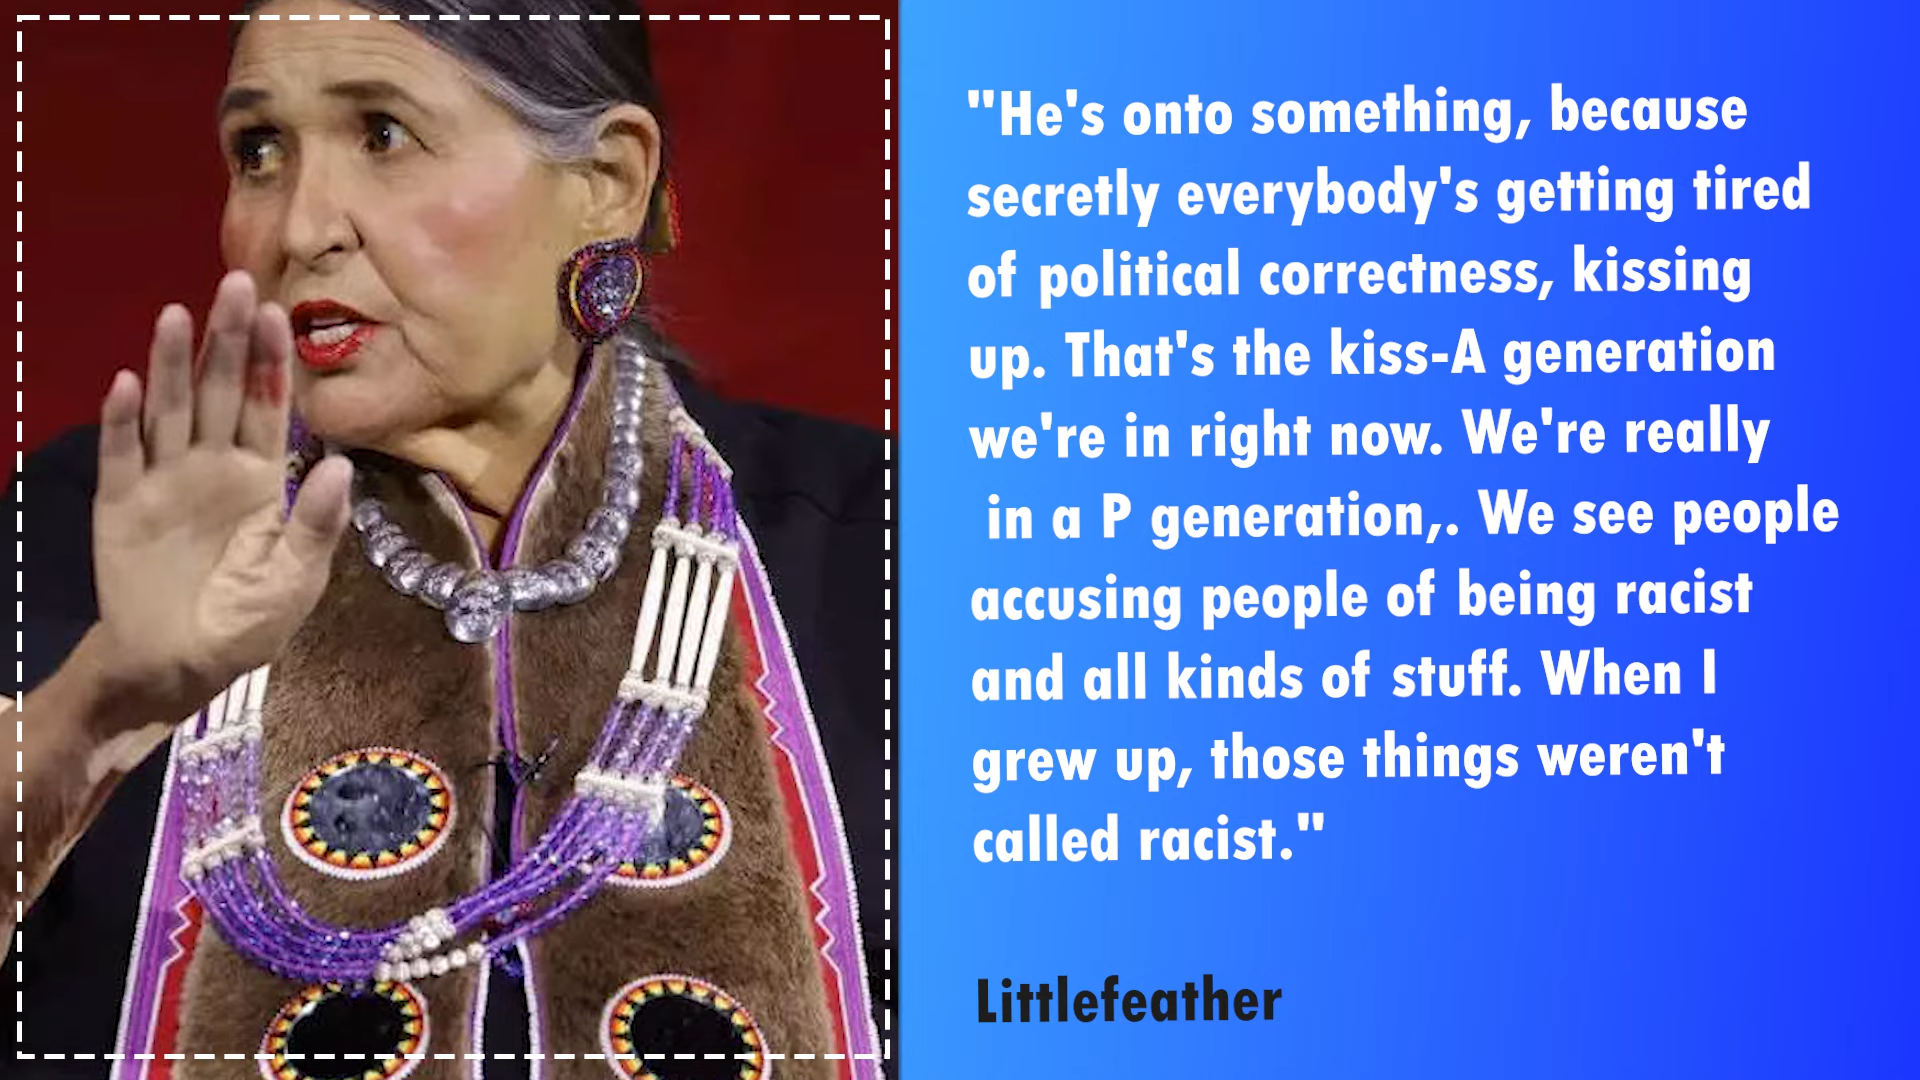 "He's onto something, because
secretly everybody's getting tired
of political correctness, kissing
up. That's the kiss-A generation
we're in right now. We're really
in a P generation,. We see people
accusing people of being racist
and all kinds of stuff. When I
grew up, those things weren't
called racist."
Littlefeather